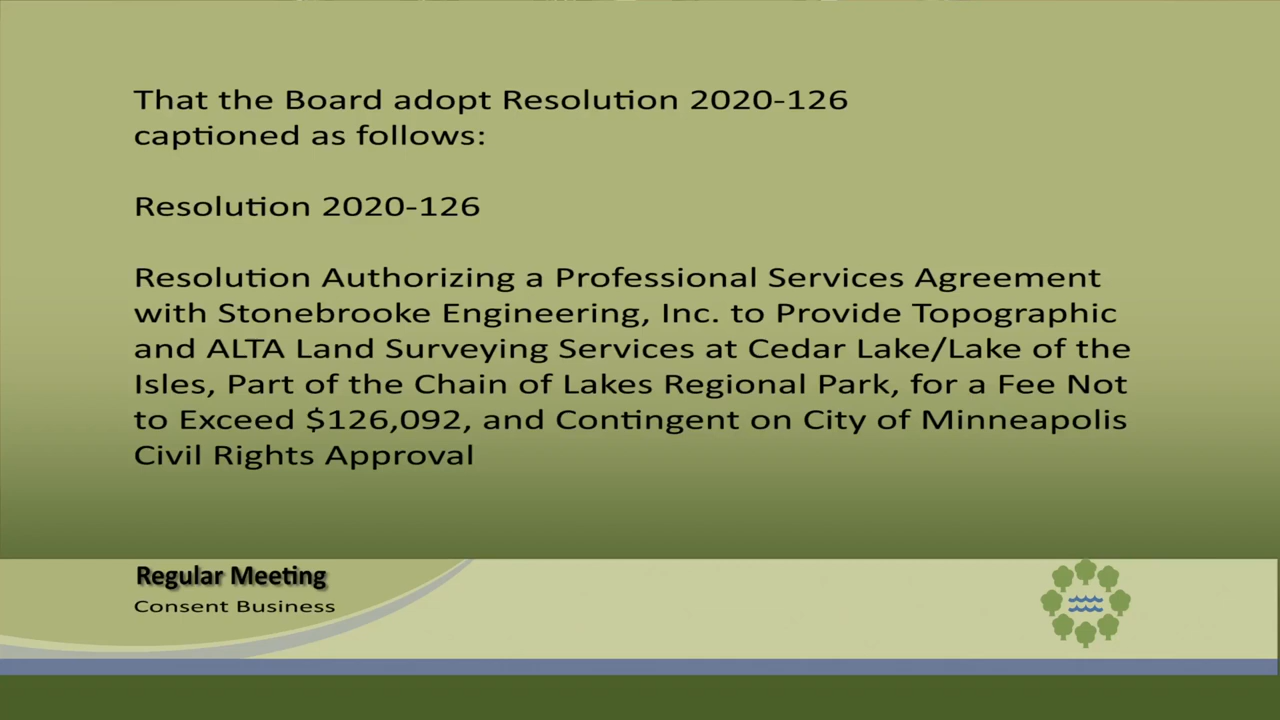 That the Board adopt Resolution 2020-126
captioned as follows:
Resolution 2020-126
Resolution Authorizing a Professional Services Agreement
with Stonebrooke Engineering, Inc. to Provide Topographic
and ALTA Land Surveying Services at Cedar Lake/Lake of the
Isles, Part of the Chain of Lakes Regional Park, for a Fee Not
to Exceed $126,092, and Contingent on City of Minneapolis
Civil Rights Approval
Regular Meeting
Consent Business